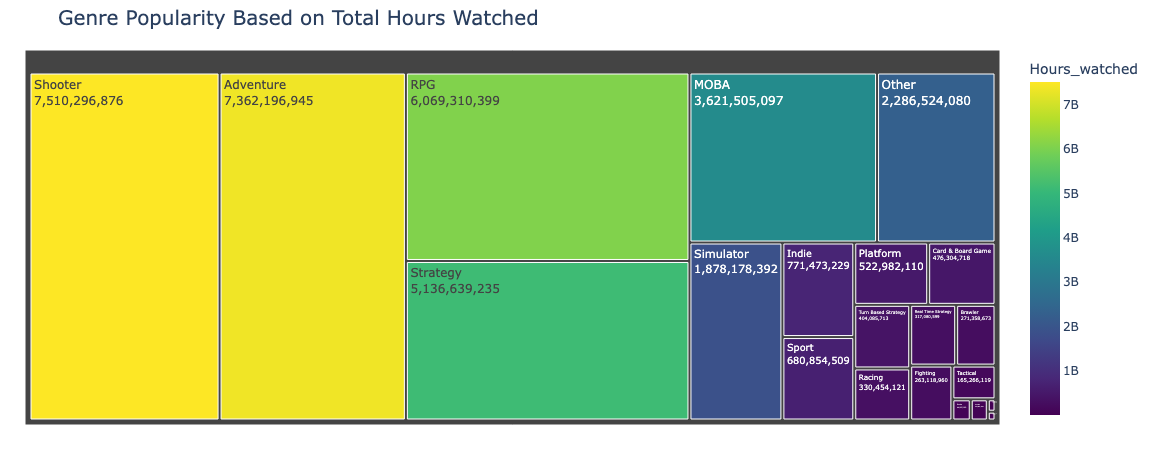 Genre Popularity Based on Total Hours Watched
Shooter
7,510,296,876
Adventure
7,362,196,945
RPG
6,069,310,399
Strategy
5,136,639,235
MOBA
3,621,505,097
Other
2,286,524,080
Simulator
1,878,178,392
Indie
771,473,229
Sport
680,854,509
Platform
522,982,110
Card & Board Game
476,304,718
Turn Based Strategy
404,085,713
Real Time Strategy
317,080,599
Brawler
271,358,673
Racing
330,454,121
Fighting
263,118,960
Tactical
165,266,119
Hours_watched
7B
6B
5B
4B
3B
2B
1B